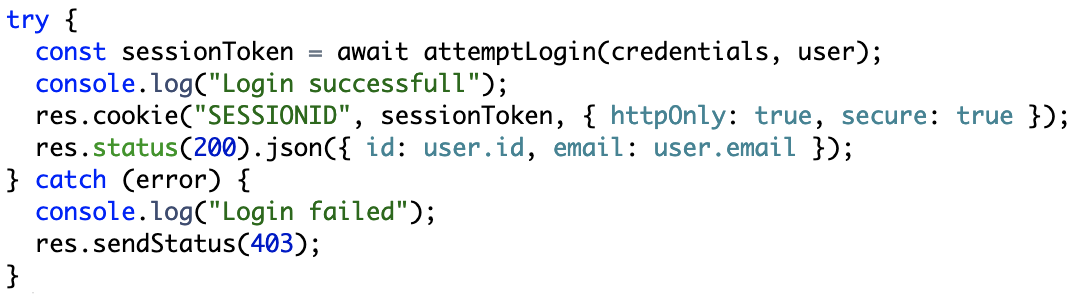 try {
  const sessionToken = await attemptLogin(credentials, user);
  console.log("Login successfull");
  res.cookie("SESSIONID", sessionToken, { httpOnly: true, secure: true });
  res.status(200).json({ id: user.id, email: user.email });
} catch (error) {
  console.log("Login failed");
  res.sendStatus(403);
}